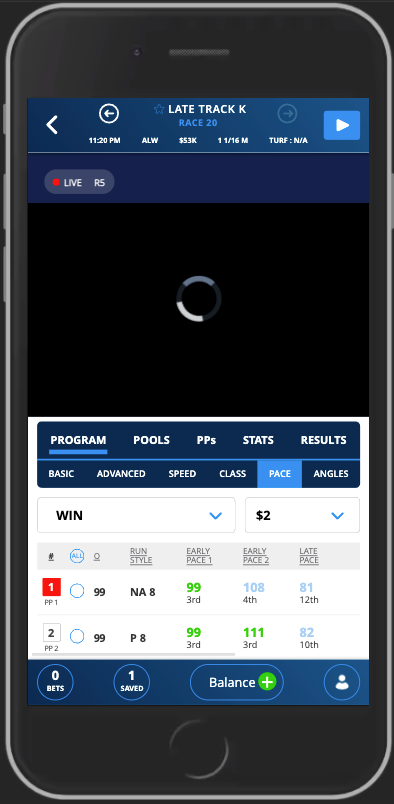 ☆ LATE TRACK K
RACE 20
11:20 PM ALW $53K 1 1/16 M TURF : N/A
LIVE R5
PROGRAM POOLS PPs STATS RESULTS
BASIC ADVANCED SPEED CLASS PACE ANGLES
WIN $2
# ALL O RUN STYLE EARLY PACE 1 EARLY PACE 2 LATE PACE
1 99 NA 8 99 108 81
PP 1 3rd 4th 12th
2 99 P 8 99 111 82
PP 2 3rd 3rd 10th
0 BETS 1 SAVED Balance